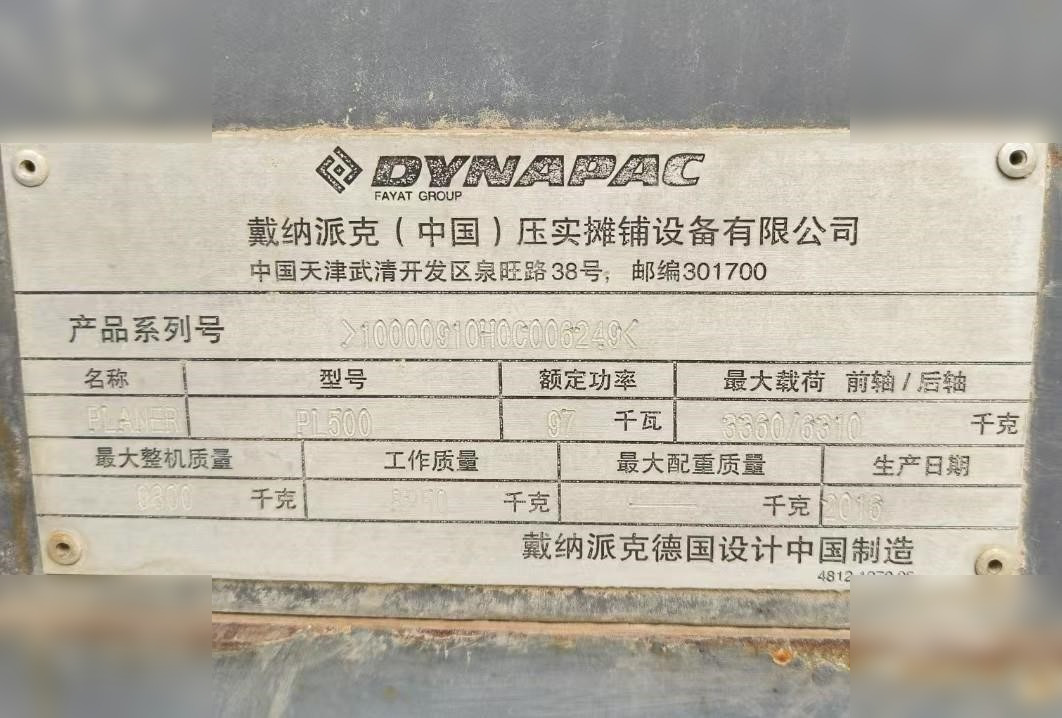 DYNAPAC
FAYAT GROUP
戴纳派克（中国）压实摊铺设备有限公司
中国天津武清开发区泉旺路38号，邮编301700
产品系列号 >10000910H0C006249<
名称 型号 额定功率 最大载荷 前轴/后轴
PLANER PL500 97 千瓦 3360/6310 千克
最大整机质量 工作质量 最大配重质量 生产日期
千克 千克 —— 千克 2016
戴纳派克德国设计中国制造